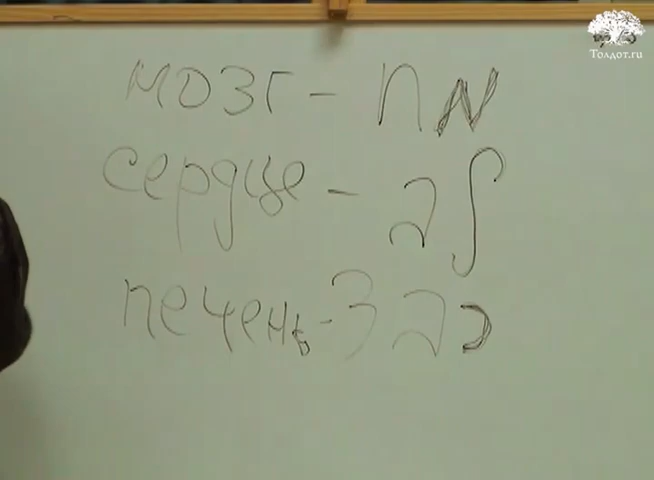 Толдот.ru
мозг - מח
сердце - לב
печень - כבד